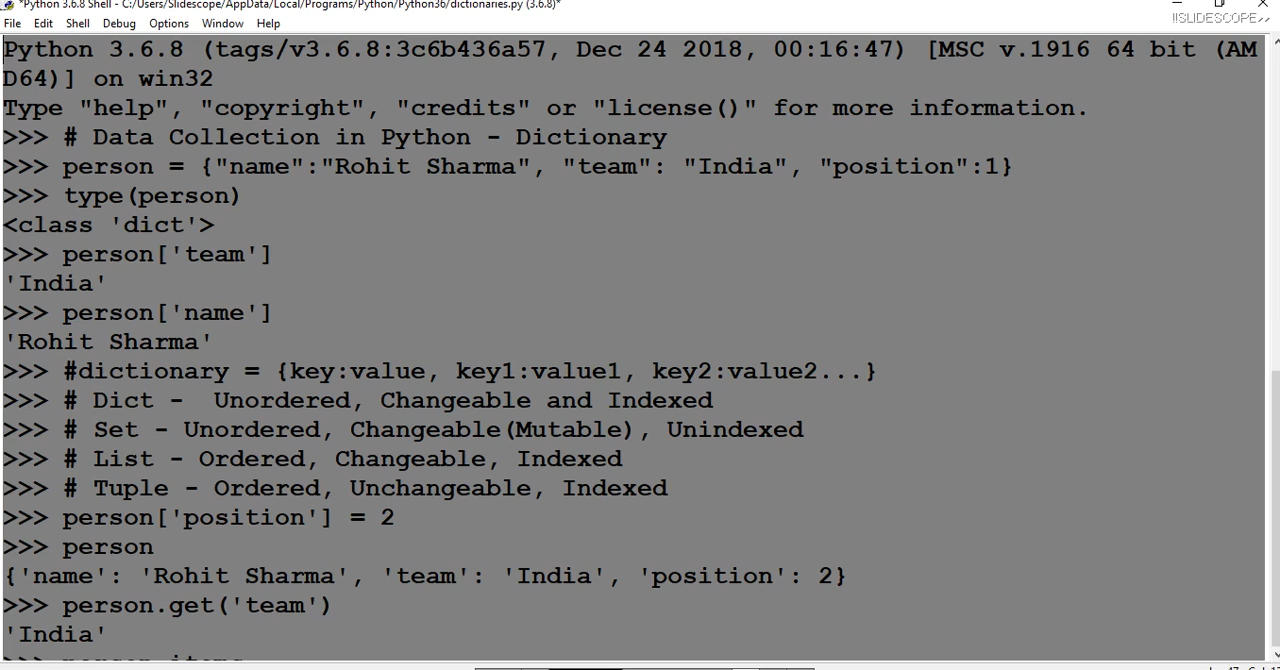 *Python 3.6.8 Shell - C:/Users/Slidescope/AppData/Local/Programs/Python/Python36/dictionaries.py (3.6.8)*
File Edit Shell Debug Options Window Help
!!SLIDESCOPE
Python 3.6.8 (tags/v3.6.8:3c6b436a57, Dec 24 2018, 00:16:47) [MSC v.1916 64 bit (AM
D64)] on win32
Type "help", "copyright", "credits" or "license()" for more information.
>>> # Data Collection in Python - Dictionary
>>> person = {"name":"Rohit Sharma", "team": "India", "position":1}
>>> type(person)
<class 'dict'>
>>> person['team']
'India'
>>> person['name']
'Rohit Sharma'
>>> #dictionary = {key:value, key1:value1, key2:value2...}
>>> # Dict -  Unordered, Changeable and Indexed
>>> # Set - Unordered, Changeable(Mutable), Unindexed
>>> # List - Ordered, Changeable, Indexed
>>> # Tuple - Ordered, Unchangeable, Indexed
>>> person['position'] = 2
>>> person
{'name': 'Rohit Sharma', 'team': 'India', 'position': 2}
>>> person.get('team')
'India'